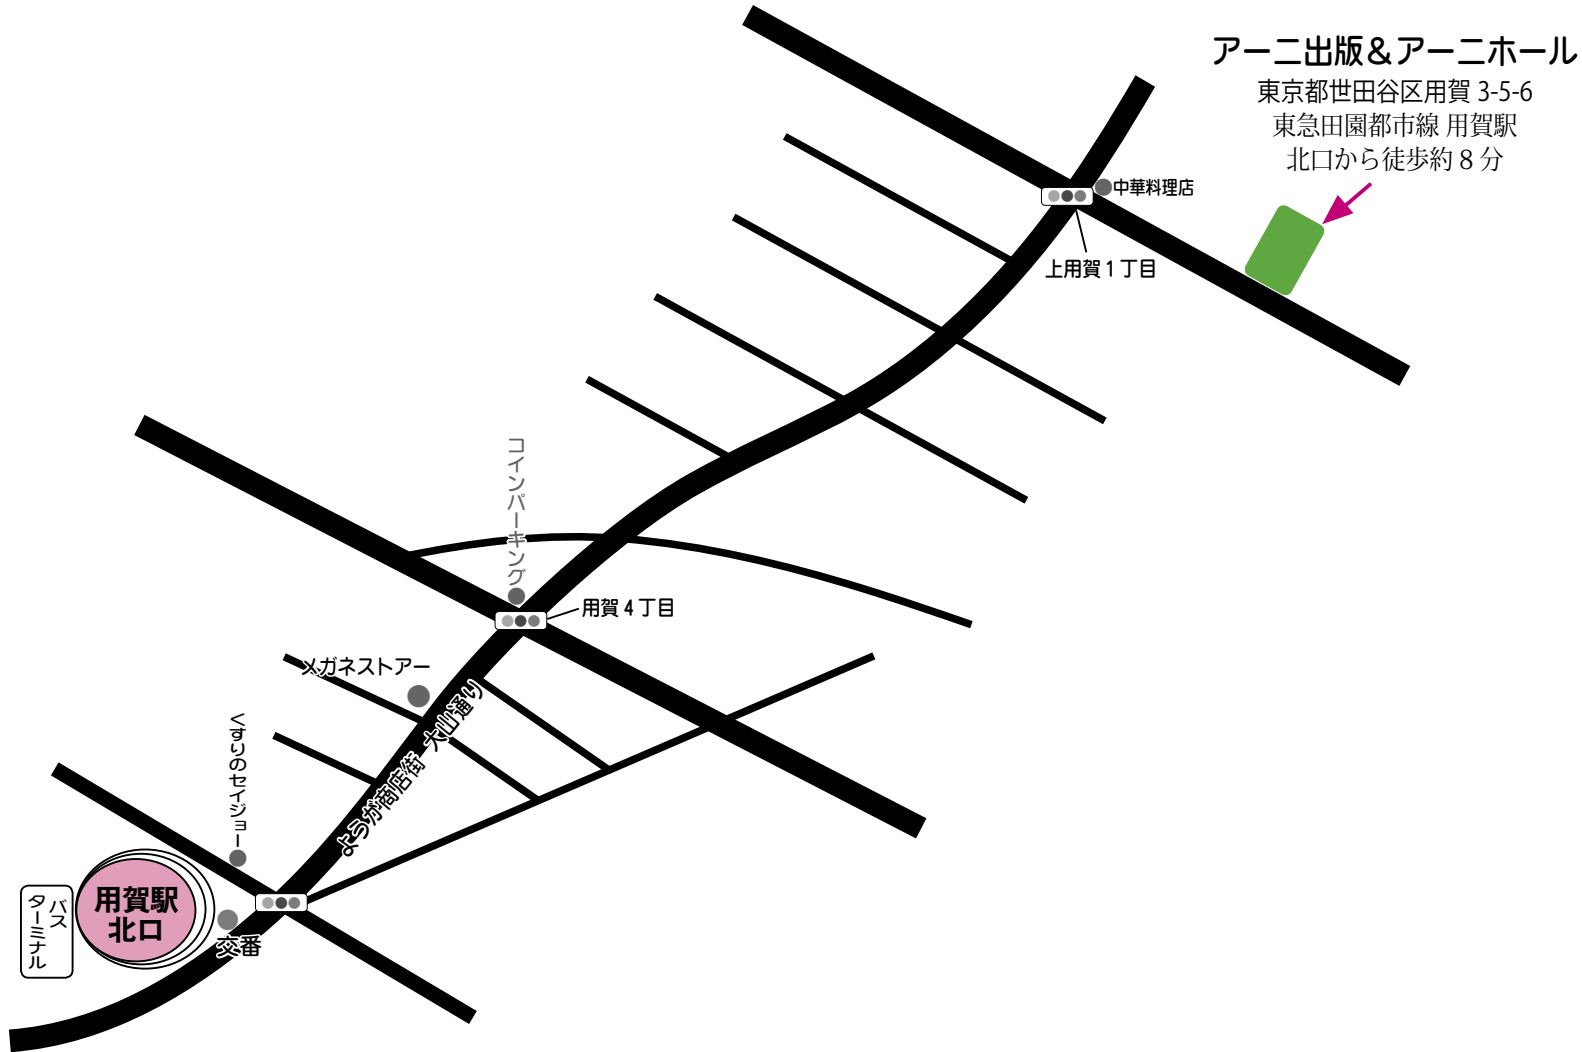 アーニ出版＆アーニホール
東京都世田谷区用賀 3-5-6
東急田園都市線 用賀駅
北口から徒歩約 8 分
中華料理店
上用賀 1 丁目
コインパーキング
用賀 4 丁目
メガネストアー
ようが商店街 大山通り
くすりのセイジョー
用賀駅
北口
バス
ターミナル
交番